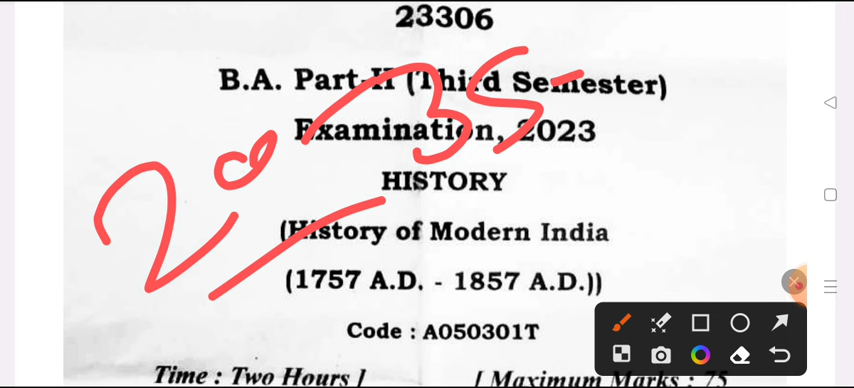 23306
B.A. Part-II (Third Semester)
Examination, 2023
HISTORY
(History of Modern India
(1757 A.D. - 1857 A.D.))
Code : A050301T
Time : Two Hours ] [ Maximum Marks : 75